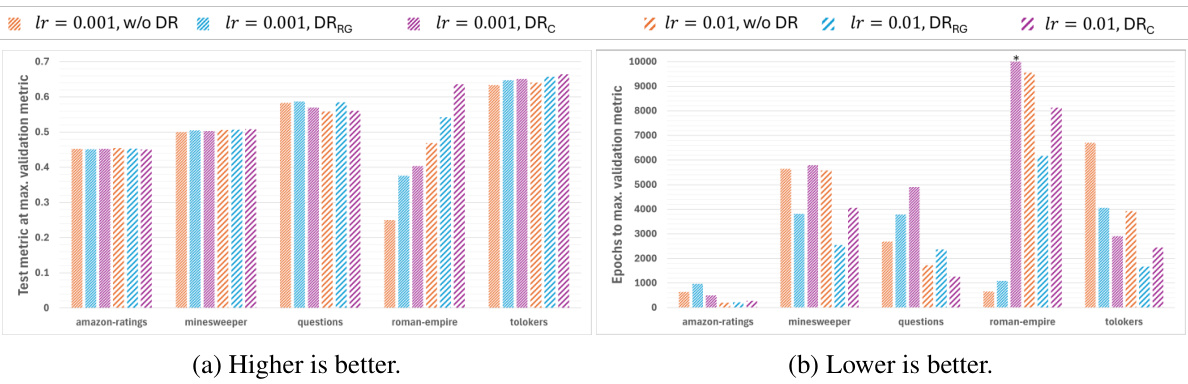 lr = 0.001, w/o DR
lr = 0.001, DR_RG
lr = 0.001, DR_C
lr = 0.01, w/o DR
lr = 0.01, DR_RG
lr = 0.01, DR_C
Test metric at max. validation metric
0.7
0.6
0.5
0.4
0.3
0.2
0.1
0
amazon-ratings
minesweeper
questions
roman-empire
tolokers
(a) Higher is better.
Epochs to max. validation metric
10000
9000
8000
7000
6000
5000
4000
3000
2000
1000
0
*
amazon-ratings
minesweeper
questions
roman-empire
tolokers
(b) Lower is better.